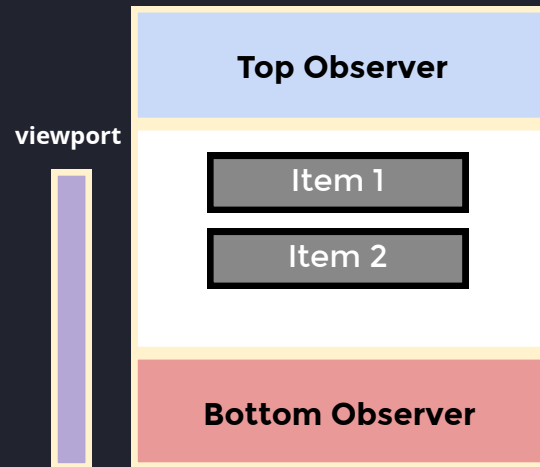 Top Observer
viewport
Item 1
Item 2
Bottom Observer